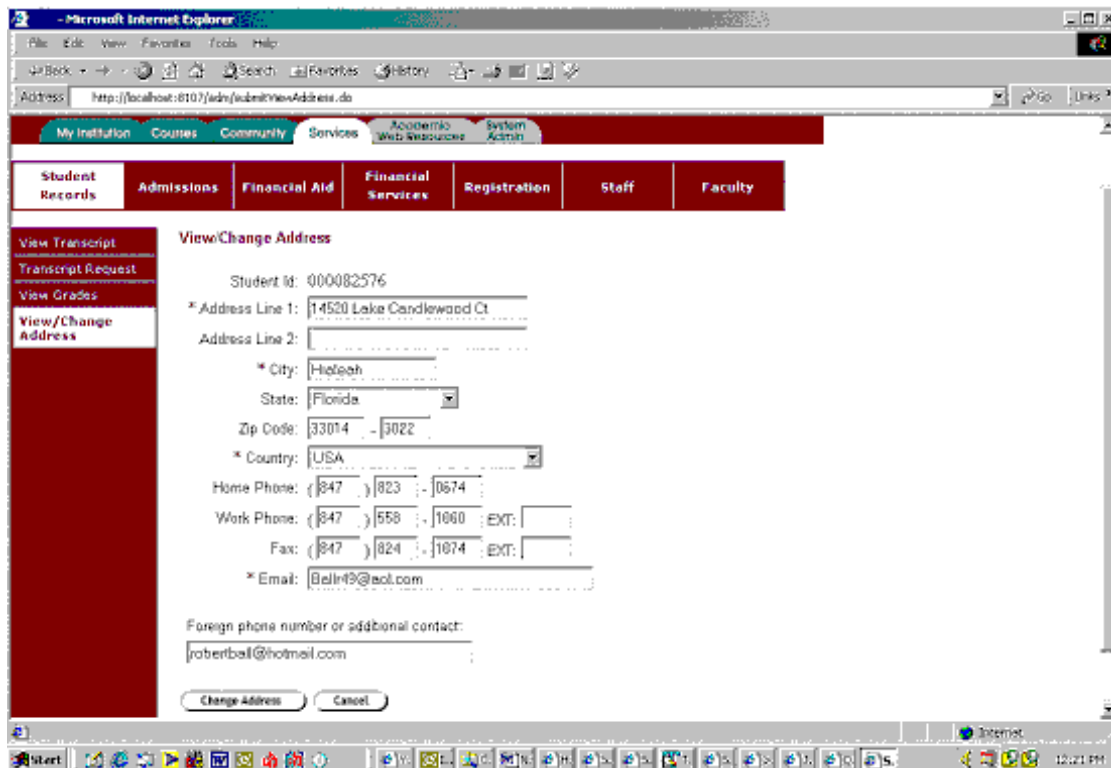 - Microsoft Internet Explorer
File Edit View Favorites Tools Help
Back Search Favorites History
Address http://localhost:8107/adm/submitViewAddress.do Go Links
My Institution Courses Community Services Academic Web Resources System Admin
Student Records Admissions Financial Aid Financial Services Registration Staff Faculty
View Transcript
Transcript Request
View Grades
View/Change Address
View/Change Address
Student Id: 000082576
* Address Line 1: 14520 Lake Candlewood Ct
Address Line 2:
* City: Hialeah
State: Florida
Zip Code: 33014 -
* Country: USA
Home Phone: (847) 823 - 0674
Work Phone: (847) 558 - 1060 EXT:
Fax: (847) 824 - 1074 EXT:
* Email: @aol.com
Foreign phone number or additional contact:
robertball@hotmail.com
Change Address Cancel
Internet
Start 12:21 PM